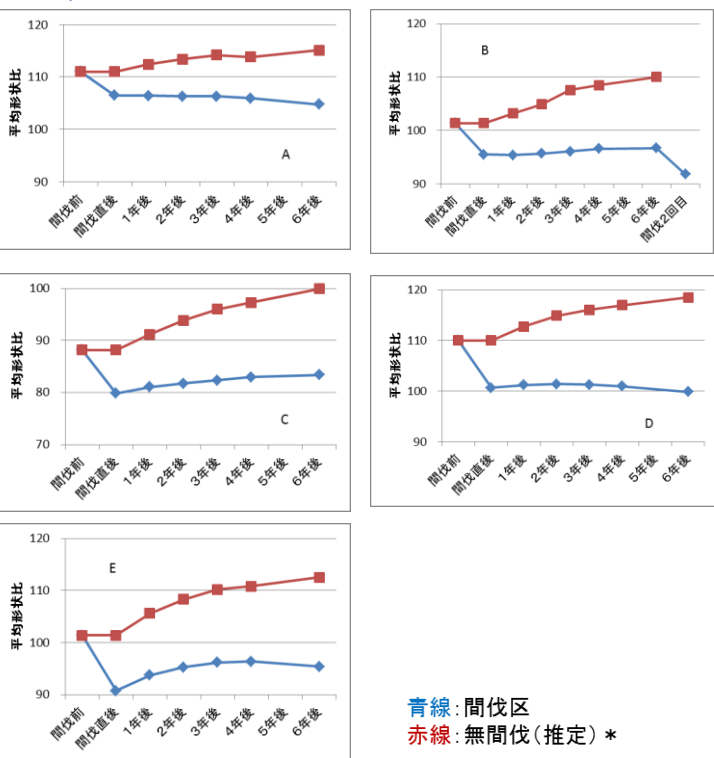 120
110
100
90
平均形状比
A
間伐前
間伐直後
1年後
2年後
3年後
4年後
5年後
6年後
120
110
100
90
平均形状比
B
間伐前
間伐直後
1年後
2年後
3年後
4年後
5年後
6年後
間伐2回目
100
90
80
70
平均形状比
C
間伐前
間伐直後
1年後
2年後
3年後
4年後
5年後
6年後
120
110
100
90
平均形状比
D
間伐前
間伐直後
1年後
2年後
3年後
4年後
5年後
6年後
120
110
100
90
平均形状比
E
間伐前
間伐直後
1年後
2年後
3年後
4年後
5年後
6年後
青線:間伐区
赤線:無間伐(推定)*